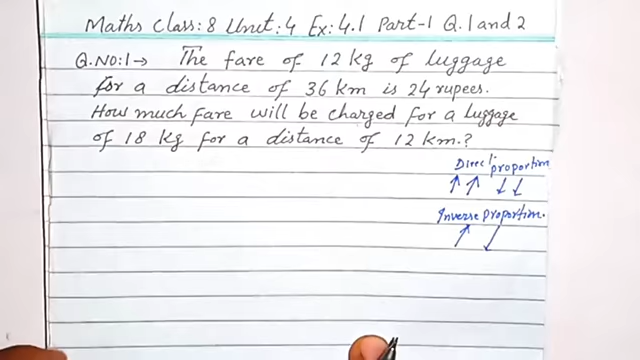 Maths Class: 8 Unit: 4 Ex: 4.1 Part-1 Q.1 and 2
Q.NO:1→ The fare of 12 kg of luggage
for a distance of 36 km is 24 rupees.
How much fare will be charged for a luggage
of 18 kg for a distance of 12 km.?
Direct proportion
↑↑ ↓↓
Inverse proportion.
↑ ↓